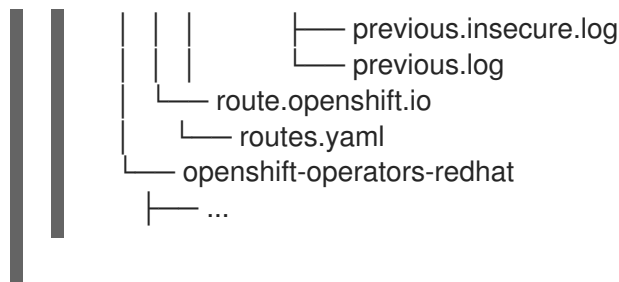 │ │ │ ├── previous.insecure.log
│ │ │ └── previous.log
│ └── route.openshift.io
│ └── routes.yaml
└── openshift-operators-redhat
├── ...